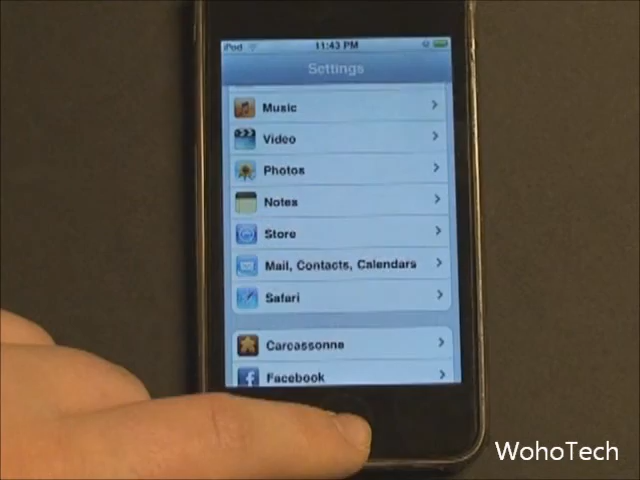 iPod 11:43 PM
Settings
Music
Video
Photos
Notes
Store
Mail, Contacts, Calendars
Safari
Carcassonne
Facebook
WohoTech